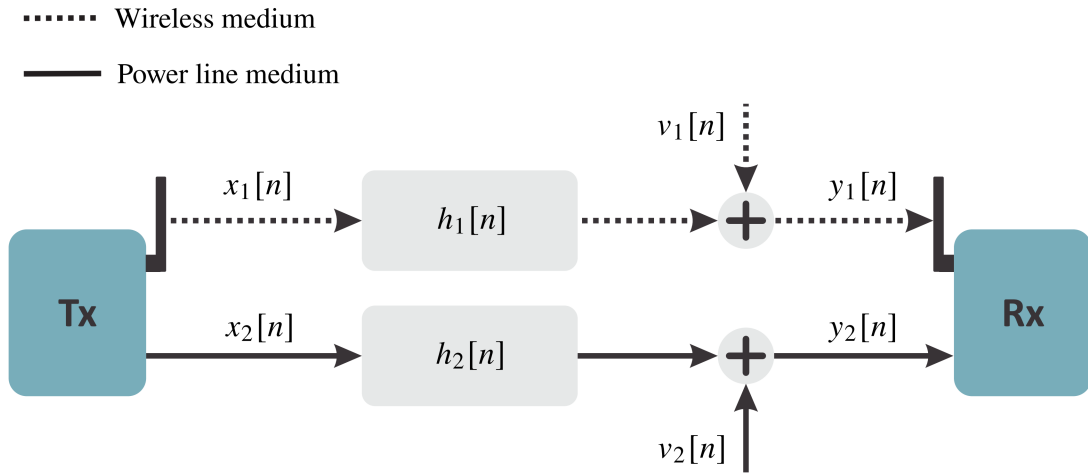 Wireless medium
Power line medium
v₁[n]
x₁[n]
y₁[n]
h₁[n]
Tx
Rx
x₂[n]
y₂[n]
h₂[n]
v₂[n]